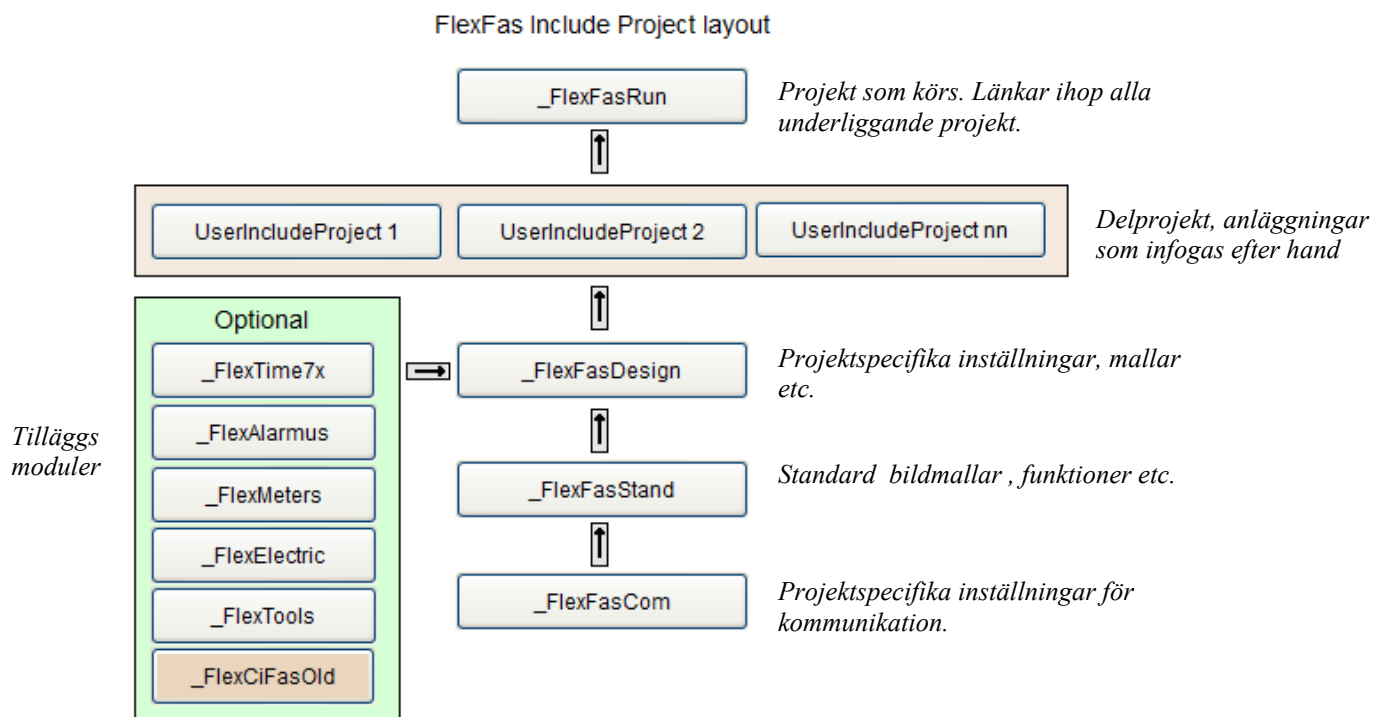 FlexFas Include Project layout
_FlexFasRun
Projekt som körs. Länkar ihop alla
underliggande projekt.
UserIncludeProject 1
UserIncludeProject 2
UserIncludeProject nn
Delprojekt, anläggningar
som infogas efter hand
Optional
_FlexTime7x
_FlexFasDesign
Projektspecifika inställningar, mallar
etc.
Tilläggs
moduler
_FlexAlarmus
_FlexMeters
_FlexFasStand
Standard bildmallar , funktioner etc.
_FlexElectric
_FlexTools
_FlexFasCom
Projektspecifika inställningar för
kommunikation.
_FlexCiFasOld